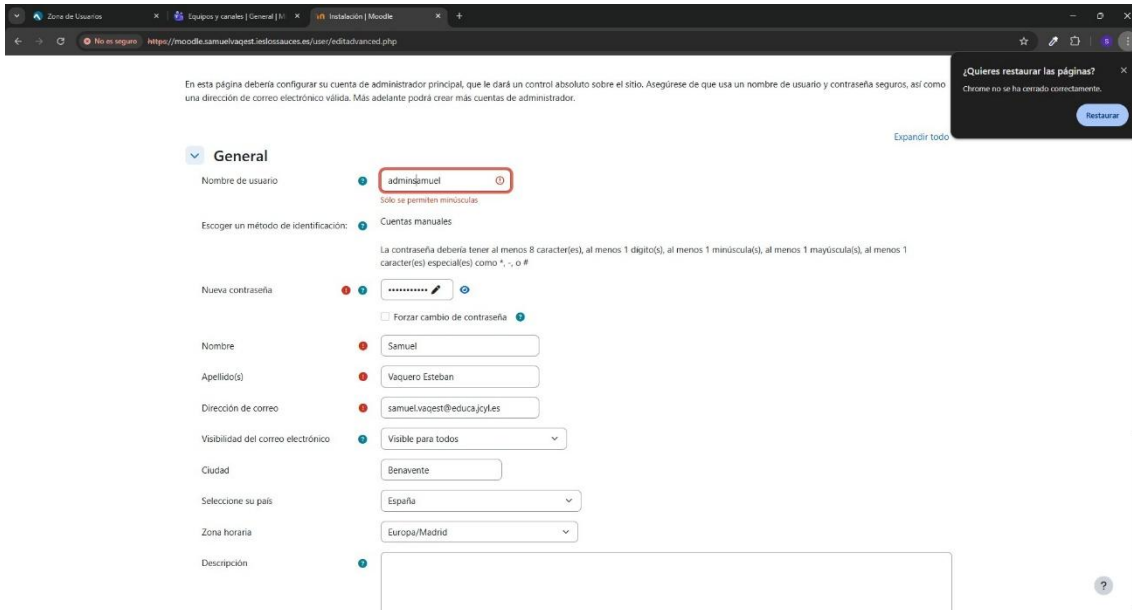 Zona de Usuarios
Equipos y canales | General | M
Instalación | Moodle
No es seguro https://moodle.samuelvaqest.ieslossauces.es/user/editadvanced.php
¿Quieres restaurar las páginas?
Chrome no se ha cerrado correctamente.
Restaurar
En esta página debería configurar su cuenta de administrador principal, que le dará un control absoluto sobre el sitio. Asegúrese de que usa un nombre de usuario y contraseña seguros, así como
una dirección de correo electrónico válida. Más adelante podrá crear más cuentas de administrador.
Expandir todo
General
Nombre de usuario ? adminsamuel
Sólo se permiten minúsculas
Escoger un método de identificación: ? Cuentas manuales
La contraseña debería tener al menos 8 caracter(es), al menos 1 dígito(s), al menos 1 minúscula(s), al menos 1 mayúscula(s), al menos 1
caracter(es) especial(es) como *, -, o #
Nueva contraseña ! ? •••••••••••
Forzar cambio de contraseña ?
Nombre ! Samuel
Apellido(s) ! Vaquero Esteban
Dirección de correo ! samuel.vaqest@educa.jcyl.es
Visibilidad del correo electrónico ? Visible para todos
Ciudad Benavente
Seleccione su país España
Zona horaria Europa/Madrid
Descripción ?
?